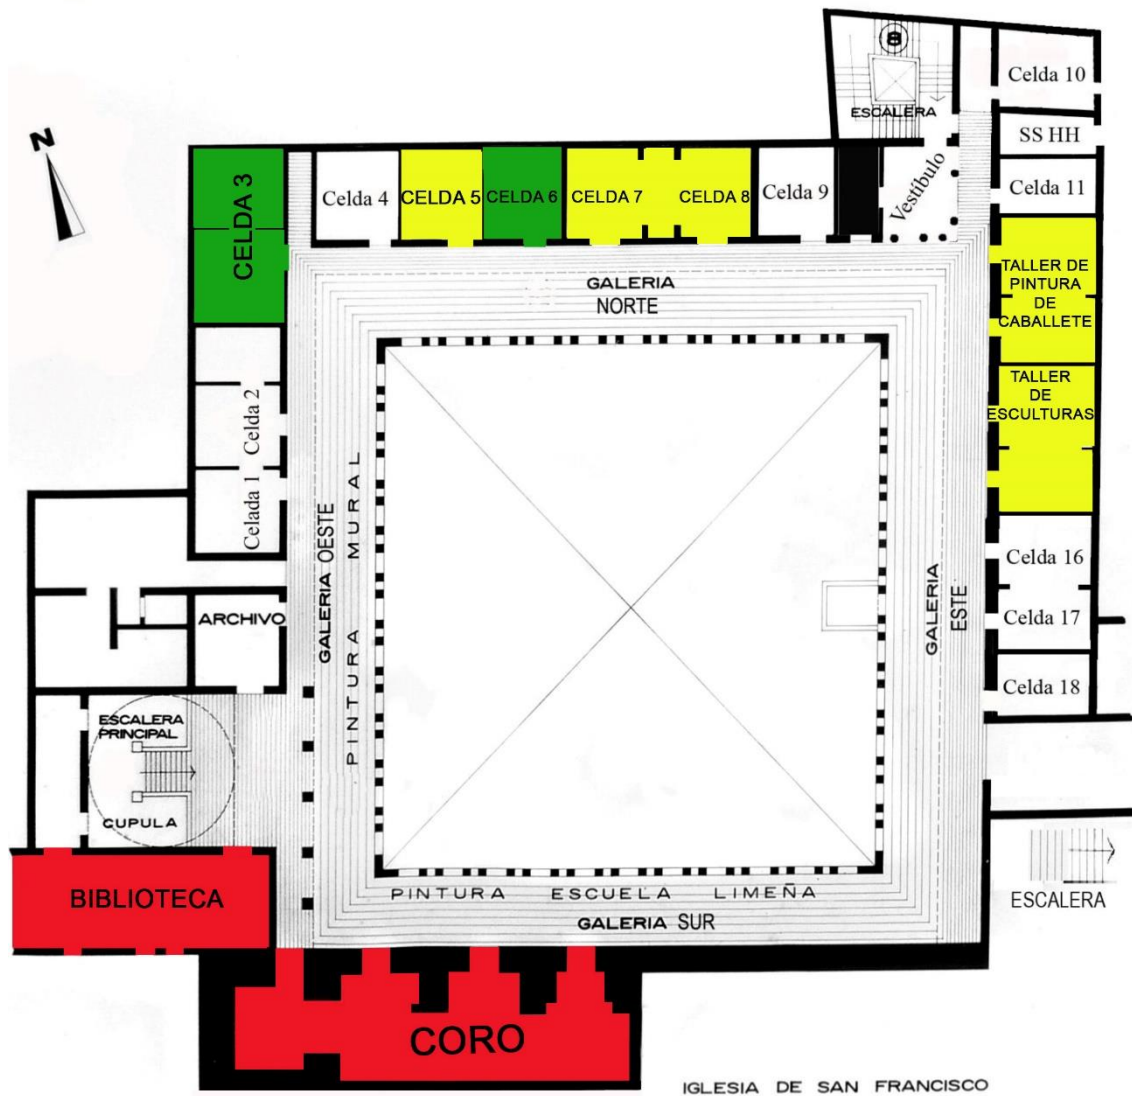 Celda 10
ESCALERA
SS HH
CELDA 3
Celda 4
CELDA 5
CELDA 6
CELDA 7
CELDA 8
Celda 9
Vestíbulo
Celda 11
N
GALERIA
NORTE
TALLER DE
PINTURA
DE
CABALLETE
TALLER
DE
ESCULTURAS
Celda 2
Celada 1
GALERIA OESTE
PINTURA MURAL
GALERIA
ESTE
Celda 16
Celda 17
Celda 18
ARCHIVO
ESCALERA
PRINCIPAL
CUPULA
BIBLIOTECA
PINTURA ESCUELA LIMEÑA
GALERIA SUR
ESCALERA
CORO
IGLESIA DE SAN FRANCISCO